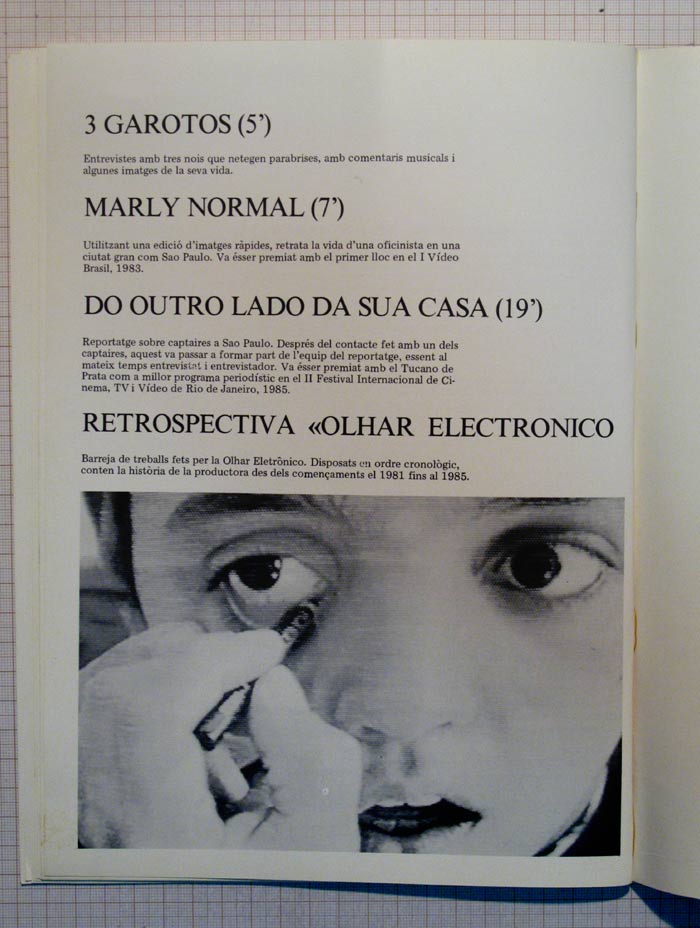 3 GAROTOS (5’)
Entrevistes amb tres nois que netegen parabrises, amb comentaris musicals i
algunes imatges de la seva vida.
MARLY NORMAL (7’)
Utilitzant una edició d’imatges ràpides, retrata la vida d’una oficinista en una
ciutat gran com Sao Paulo. Va ésser premiat amb el primer lloc en el I Vídeo
Brasil, 1983.
DO OUTRO LADO DA SUA CASA (19’)
Reportatge sobre captaires a Sao Paulo. Després del contacte fet amb un dels
captaires, aquest va passar a formar part de l’equip del reportatge, essent al
mateix temps entrevistat i entrevistador. Va ésser premiat amb el Tucano de
Prata com a millor programa periodístic en el II Festival Internacional de Ci-
nema, TV i Vídeo de Rio de Janeiro, 1985.
RETROSPECTIVA «OLHAR ELECTRONICO
Barreja de treballs fets per la Olhar Eletrônico. Disposats en ordre cronològic,
conten la història de la productora des dels començaments el 1981 fins al 1985.